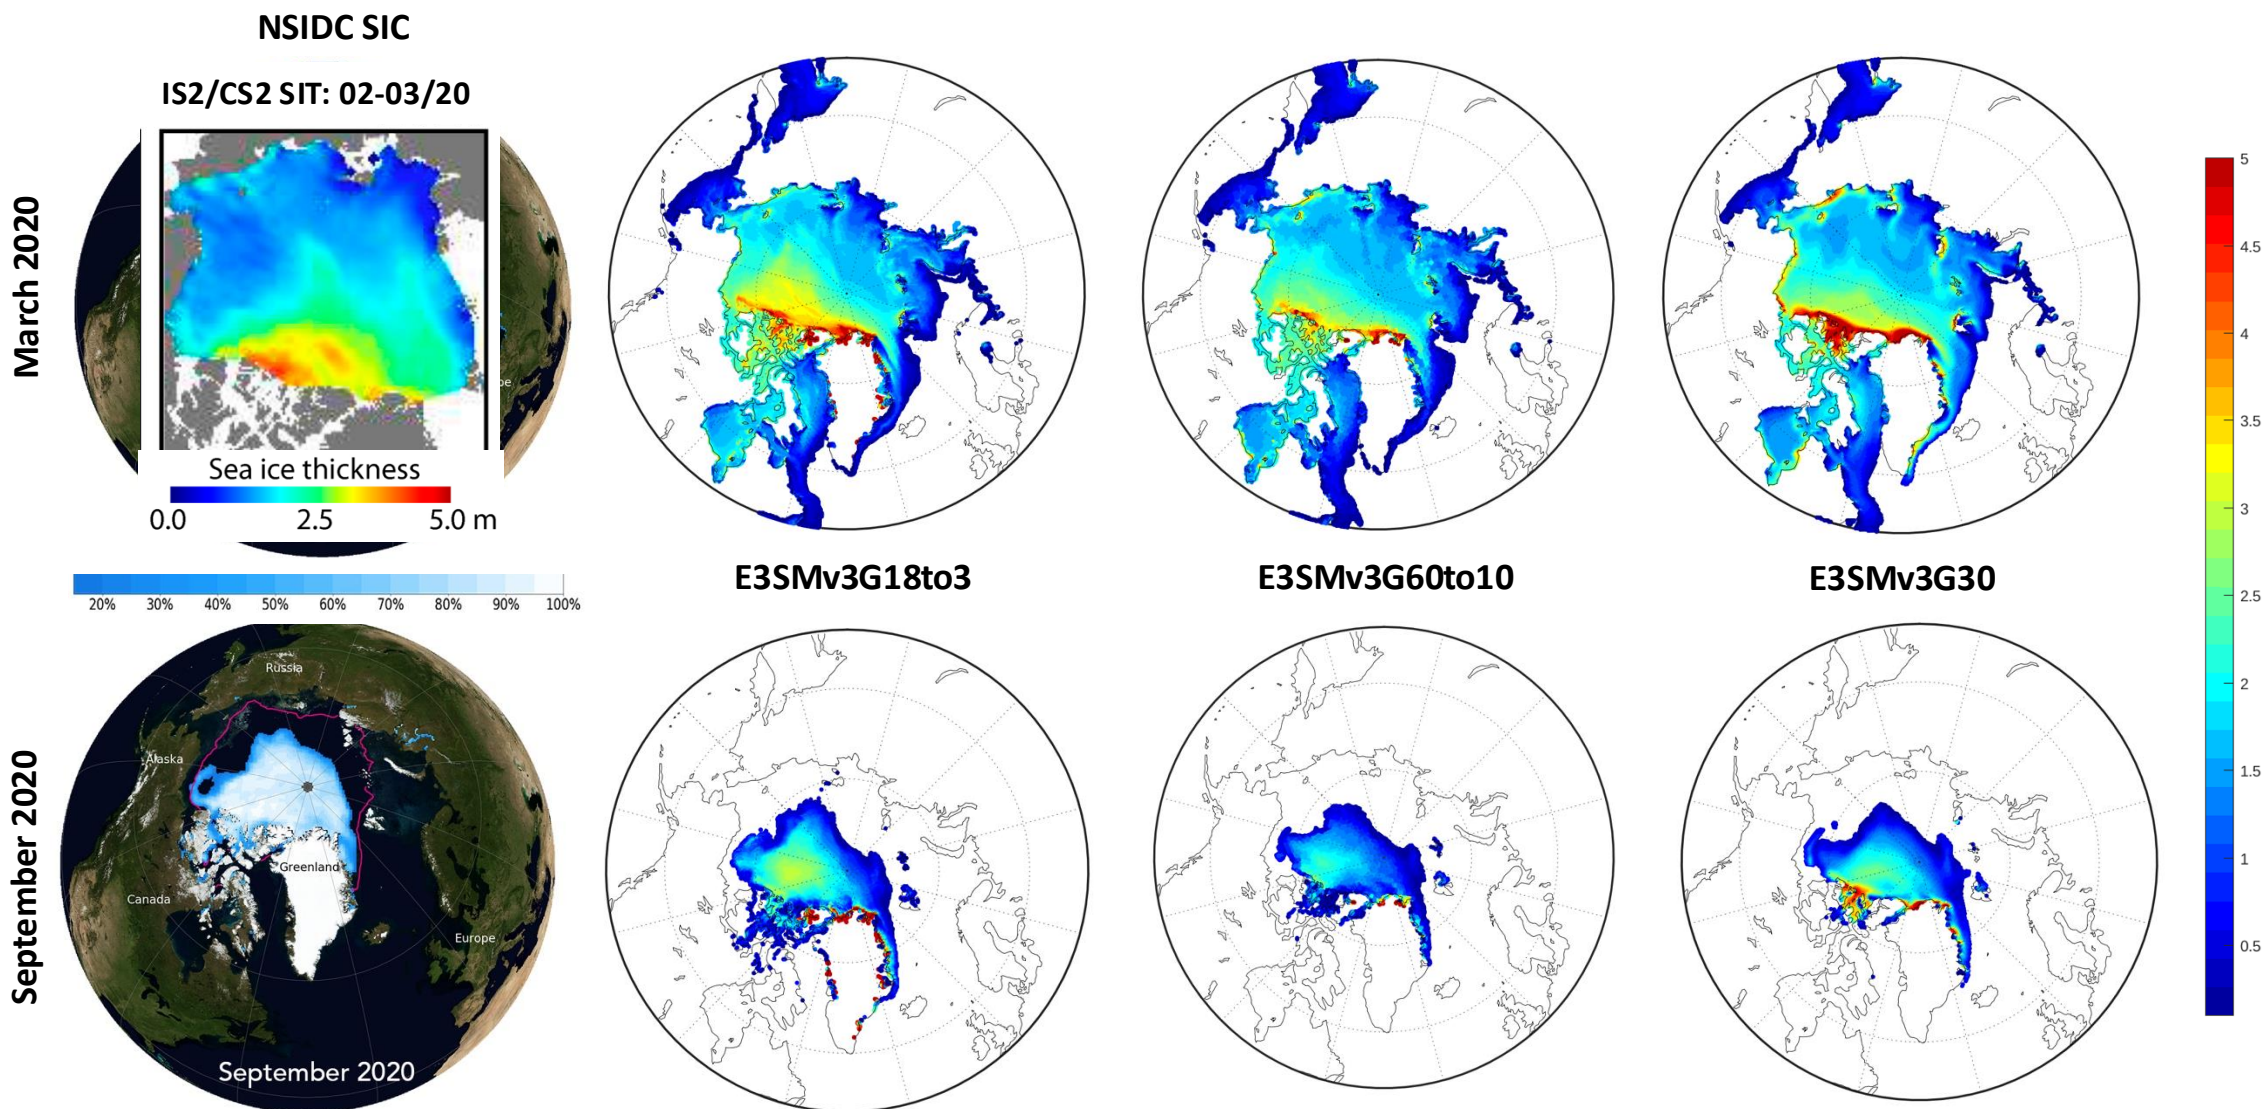 NSIDC SIC
IS2/CS2 SIT: 02-03/20
March 2020
Sea ice thickness
0.0 2.5 5.0 m
20% 30% 40% 50% 60% 70% 80% 90% 100%
E3SMv3G18to3 E3SMv3G60to10 E3SMv3G30
5
4.5
4
3.5
3
2.5
2
1.5
1
0.5
September 2020
Russia
Alaska
Greenland
Canada
Europe
September 2020